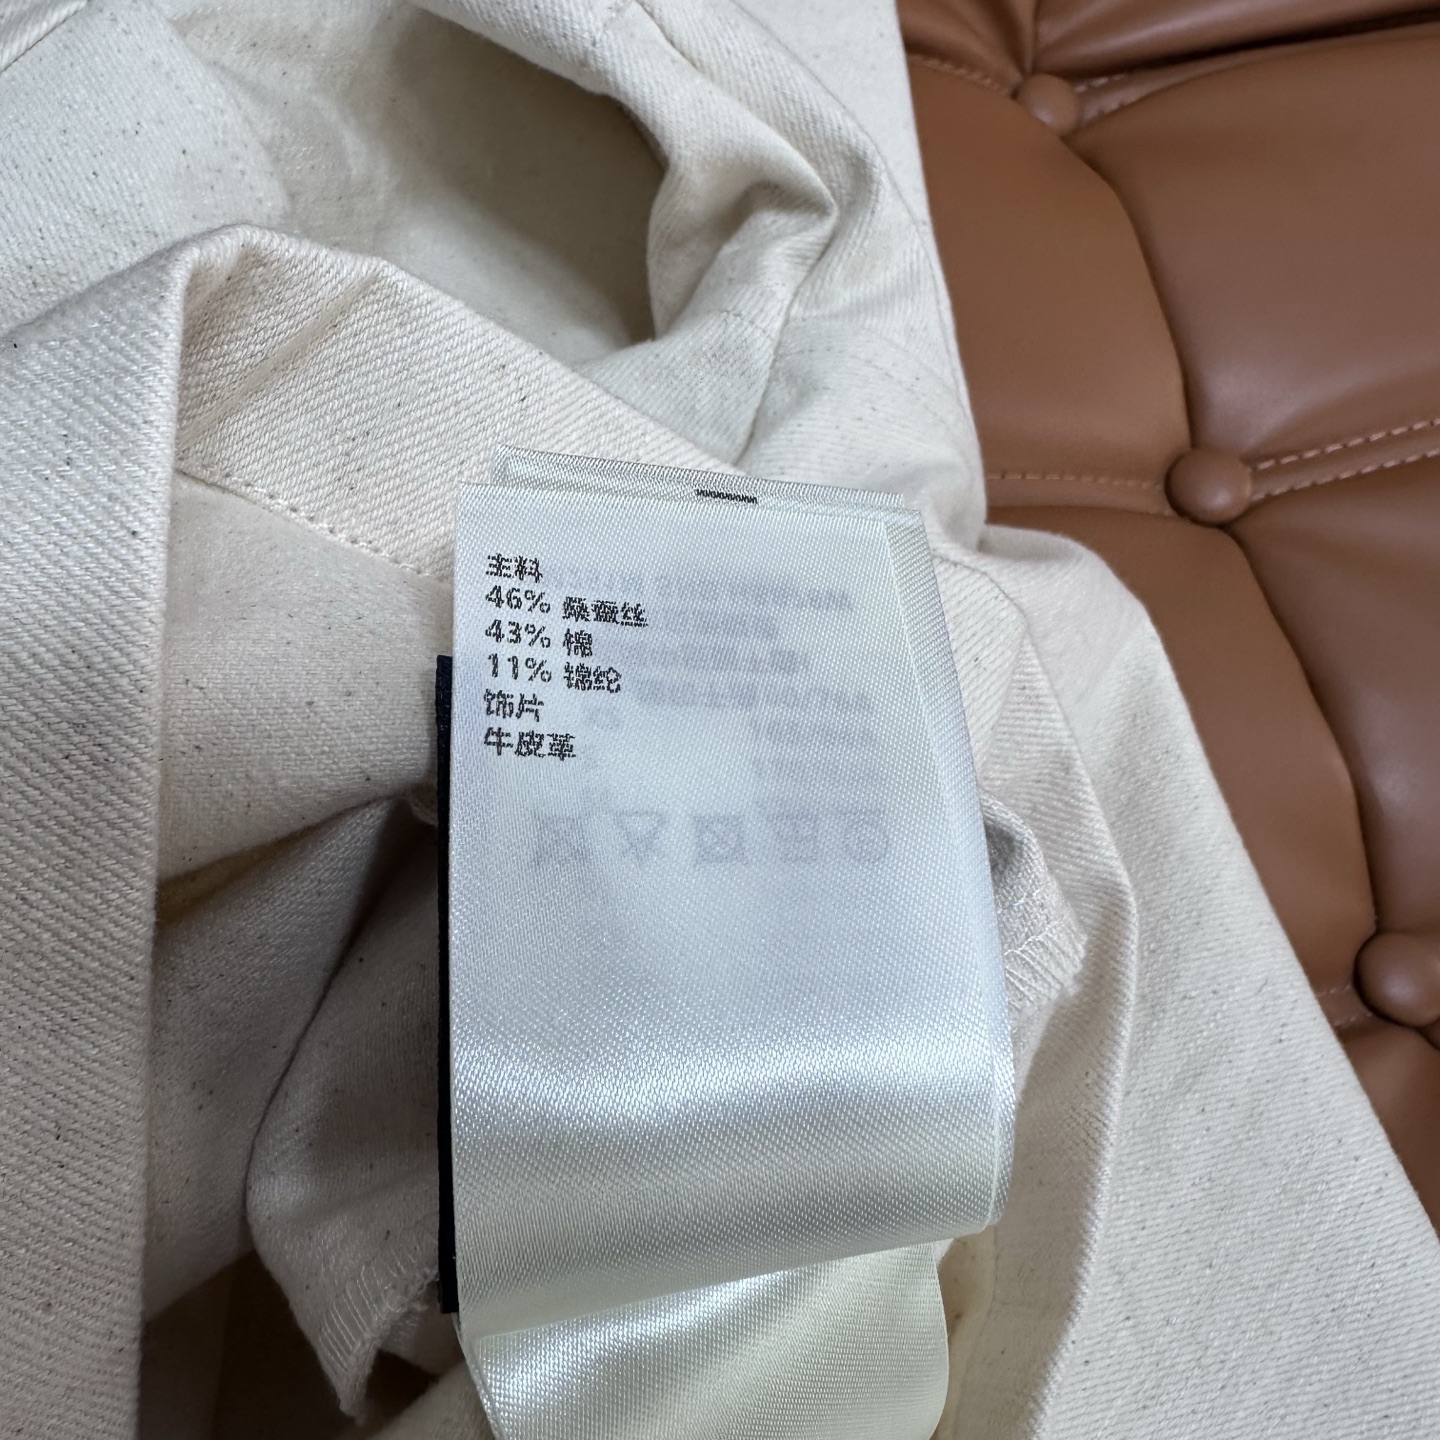 主料
46% 桑蚕丝
43% 棉
11% 锦纶
饰片
牛皮革